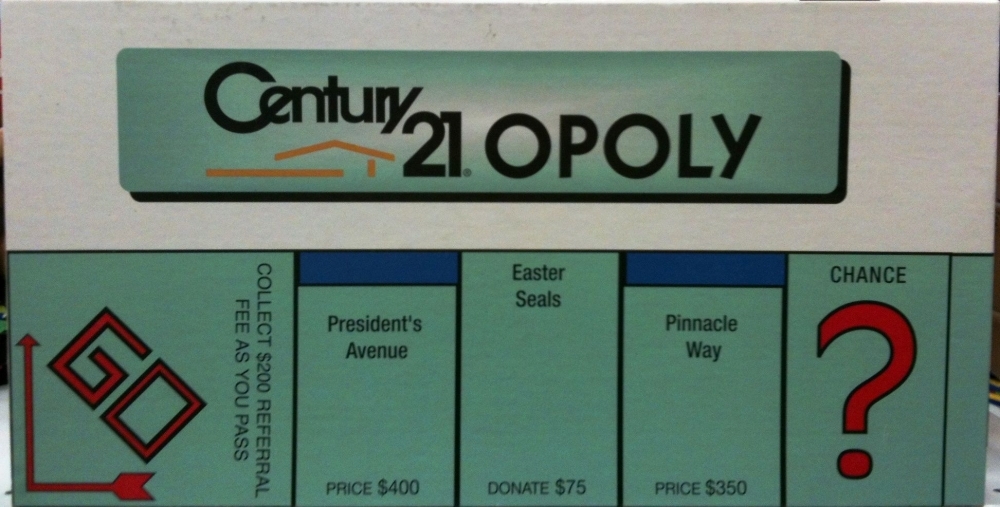 Century 21® OPOLY
GO
COLLECT $200 REFERRAL
FEE AS YOU PASS
President's
Avenue
PRICE $400
Easter
Seals
DONATE $75
Pinnacle
Way
PRICE $350
CHANCE
?